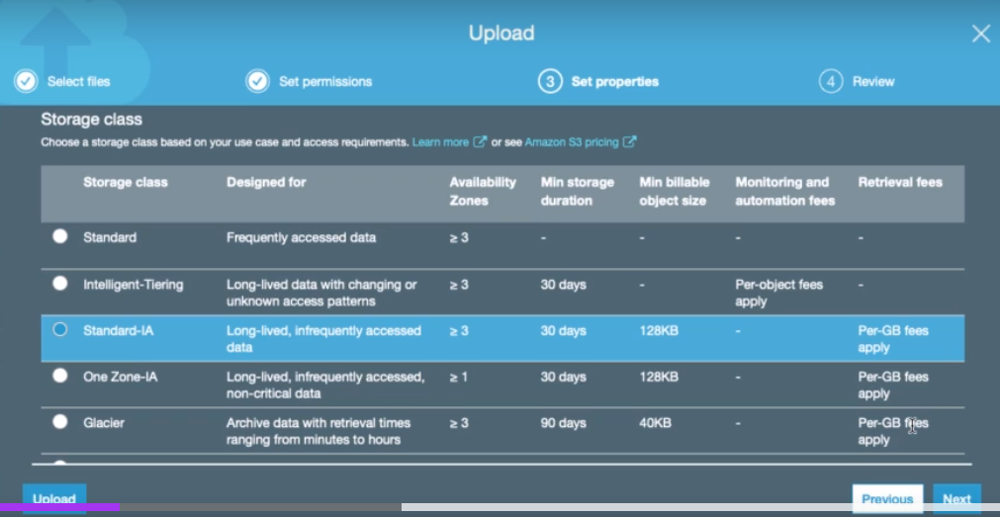 Upload
Select files
Set permissions
3 Set properties
4 Review
Storage class
Choose a storage class based on your use case and access requirements. Learn more or see Amazon S3 pricing
Storage class Designed for Availability Zones Min storage duration Min billable object size Monitoring and automation fees Retrieval fees
Standard Frequently accessed data ≥ 3 - - - -
Intelligent-Tiering Long-lived data with changing or unknown access patterns ≥ 3 30 days - Per-object fees apply -
Standard-IA Long-lived, infrequently accessed data ≥ 3 30 days 128KB - Per-GB fees apply
One Zone-IA Long-lived, infrequently accessed, non-critical data ≥ 1 30 days 128KB - Per-GB fees apply
Glacier Archive data with retrieval times ranging from minutes to hours ≥ 3 90 days 40KB - Per-GB fees apply
Upload
Previous
Next